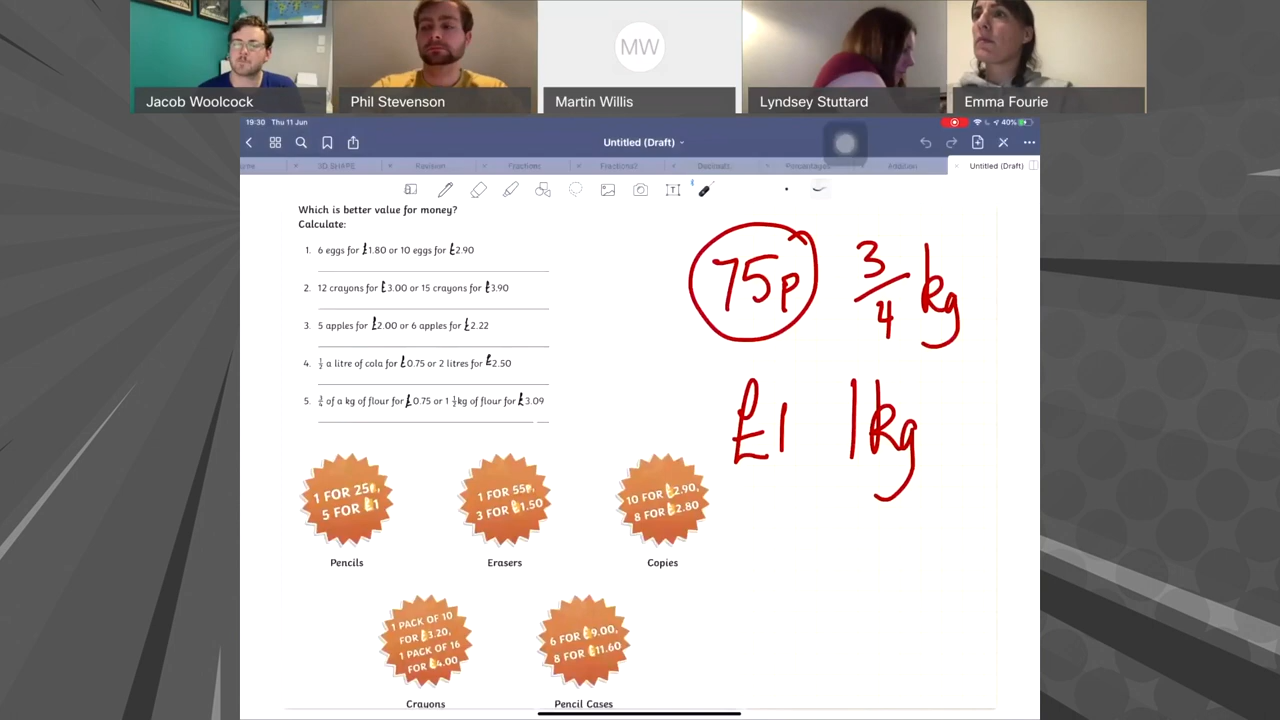 MW
Jacob Woolcock
Phil Stevenson
Martin Willis
Lyndsey Stuttard
Emma Fourie
19:30 Thu 11 Jun
40%
Untitled (Draft)
3D SHAPE
Revision
Fractions
Fractions2
Decimals
Percentages
Addition
Untitled (Draft)
Which is better value for money?
Calculate:
1. 6 eggs for £1.80 or 10 eggs for £2.90
2. 12 crayons for £3.00 or 15 crayons for £3.90
3. 5 apples for £2.00 or 6 apples for £2.22
4. 1/2 a litre of cola for £0.75 or 2 litres for £2.50
5. 3/4 of a kg of flour for £0.75 or 1 1/2 kg of flour for £3.09
75p 3/4 kg
£1 1kg
1 FOR 25p,
5 FOR £1
Pencils
1 FOR 55p,
3 FOR £1.50
Erasers
10 FOR £2.90,
8 FOR £2.80
Copies
1 PACK OF 10
FOR £3.20,
1 PACK OF 16
FOR £4.00
Crayons
6 FOR £9.00,
8 FOR £11.60
Pencil Cases